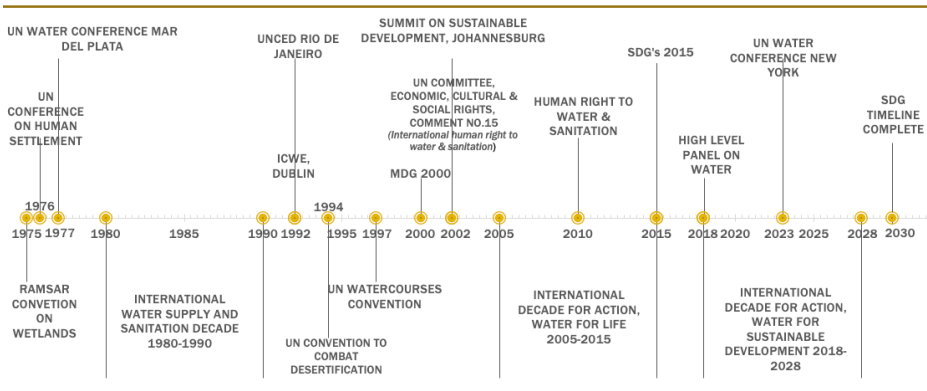 UN WATER CONFERENCE MAR
DEL PLATA
UN
CONFERENCE
ON HUMAN
SETTLEMENT
UNCED RIO DE
JANEIRO
ICWE,
DUBLIN
SUMMIT ON SUSTAINABLE
DEVELOPMENT, JOHANNESBURG
UN COMMITTEE,
ECONOMIC, CULTURAL &
SOCIAL RIGHTS,
COMMENT NO.15
(International human right to
water & sanitation)
MDG 2000
HUMAN RIGHT TO
WATER &
SANITATION
SDG's 2015
HIGH LEVEL
PANEL ON
WATER
UN WATER
CONFERENCE NEW
YORK
SDG
TIMELINE
COMPLETE
1976
1994
1975 1977 1980 1985 1990 1992 1995 1997 2000 2002 2005 2010 2015 2018 2020 2023 2025 2028 2030
RAMSAR
CONVETION
ON
WETLANDS
INTERNATIONAL
WATER SUPPLY AND
SANITATION DECADE
1980-1990
UN WATERCOURSES
CONVENTION
UN CONVENTION TO
COMBAT
DESERTIFICATION
INTERNATIONAL
DECADE FOR ACTION,
WATER FOR LIFE
2005-2015
INTERNATIONAL
DECADE FOR ACTION,
WATER FOR
SUSTAINABLE
DEVELOPMENT 2018-
2028